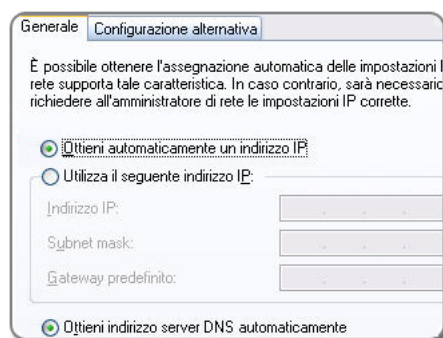 Generale
Configurazione alternativa
È possibile ottenere l'assegnazione automatica delle impostazioni
rete supporta tale caratteristica. In caso contrario, sarà
richiedere all'amministratore di rete le impostazioni IP corrette.
Ottieni automaticamente un indirizzo IP
Utilizza il seguente indirizzo IP:
Indirizzo IP:
Subnet mask:
Gateway predefinito:
Ottieni indirizzo server DNS automaticamente